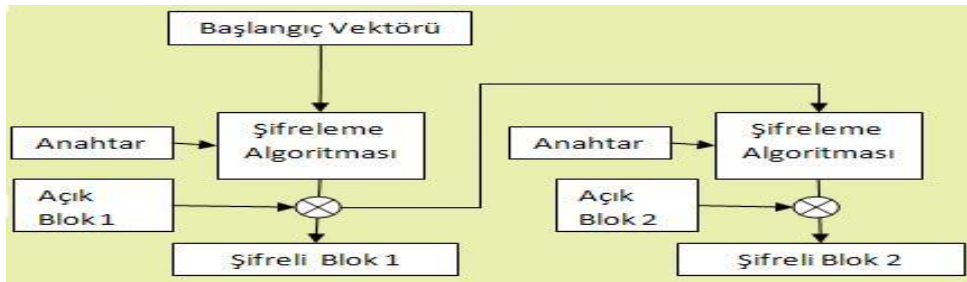 Başlangıç Vektörü
Anahtar
Şifreleme
Algoritması
Anahtar
Şifreleme
Algoritması
Açık
Blok 1
Açık
Blok 2
Şifreli Blok 1
Şifreli Blok 2